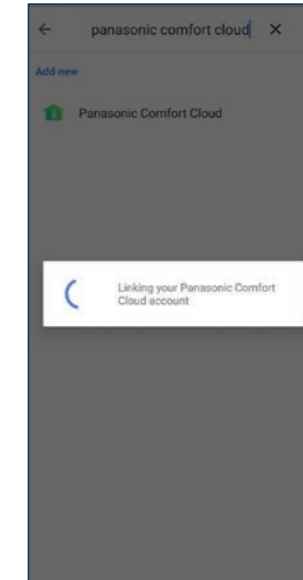 panasonic comfort cloud
Add new
Panasonic Comfort Cloud
Linking your Panasonic Comfort
Cloud account